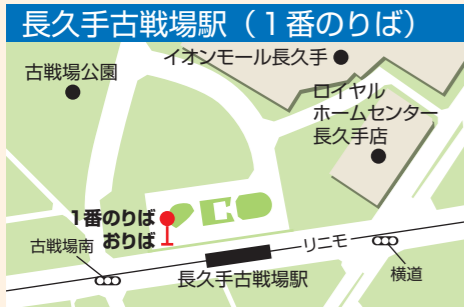 長久手古戦場駅（1番のりば）
イオンモール長久手
古戦場公園
ロイヤル
ホームセンター
長久手店
1番のりば
おりば
古戦場南
リニモ
長久手古戦場駅
横道